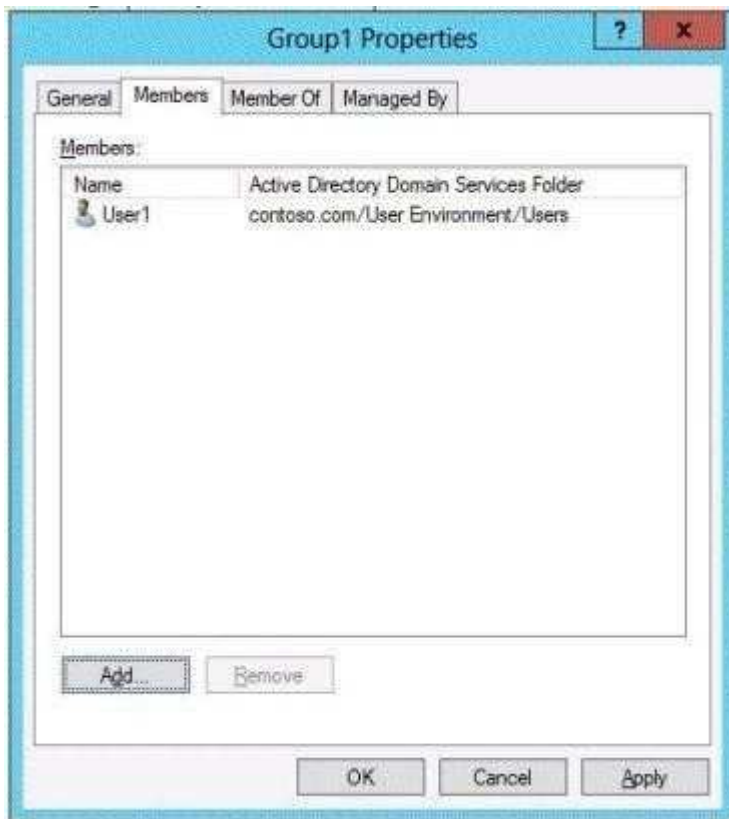 Group1 Properties
? x
General Members Member Of Managed By
Members:
Name Active Directory Domain Services Folder
User1 contoso.com/User Environment/Users
Add... Remove
OK Cancel Apply